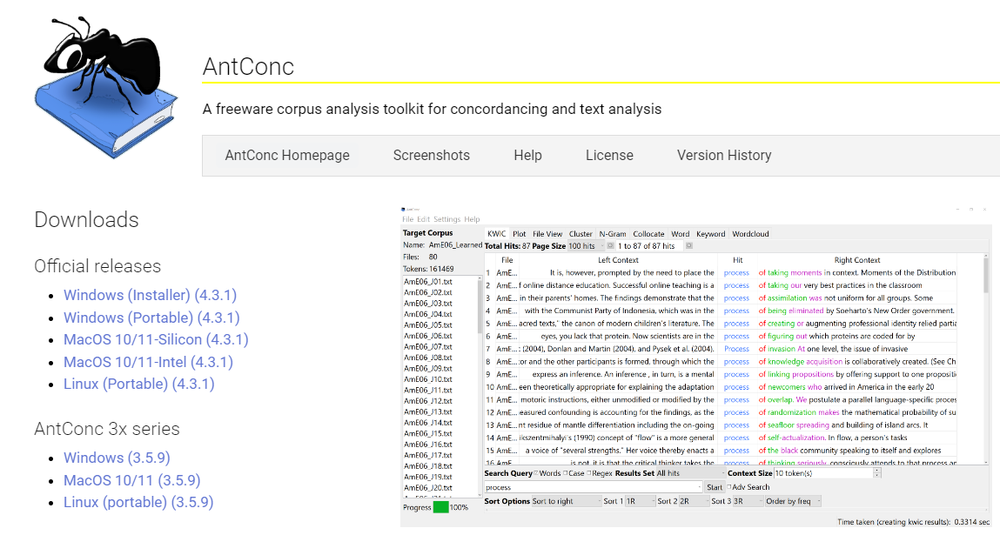 AntConc
A freeware corpus analysis toolkit for concordancing and text analysis
AntConc Homepage Screenshots Help License Version History
Downloads
Official releases
Windows (Installer) (4.3.1)
Windows (Portable) (4.3.1)
MacOS 10/11-Silicon (4.3.1)
MacOS 10/11-Intel (4.3.1)
Linux (Portable) (4.3.1)
AntConc 3x series
Windows (3.5.9)
MacOS 10/11 (3.5.9)
Linux (portable) (3.5.9)
File Edit Settings Help
Target Corpus
Name: AmE06_Learned
Files: 80
Tokens: 161469
AmE06_J01.txt
AmE06_J02.txt
AmE06_J03.txt
AmE06_J04.txt
AmE06_J05.txt
AmE06_J06.txt
AmE06_J07.txt
AmE06_J08.txt
AmE06_J09.txt
AmE06_J10.txt
AmE06_J11.txt
AmE06_J12.txt
AmE06_J13.txt
AmE06_J14.txt
AmE06_J15.txt
AmE06_J16.txt
AmE06_J17.txt
AmE06_J18.txt
AmE06_J19.txt
AmE06_J20.txt
Progress 100%
KWIC Plot File View Cluster N-Gram Collocate Word Keyword Wordcloud
Total Hits: 87 Page Size 100 hits 1 to 87 of 87 hits
File Left Context Hit Right Context
1 AmE... It is, however, prompted by the need to place the process of taking moments in context. Moments of the Distribution
2 AmE... f online distance education. Successful online teaching is a process of taking our very best practices in the classroom
3 AmE... in their parents' homes. The findings demonstrate that the process of assimilation was not uniform for all groups. Some
4 AmE... with the Communist Party of Indonesia, which was in the process of being eliminated by Soeharto's New Order government.
5 AmE... acred texts," the canon of modern children's literature. The process of creating or augmenting professional identity relied partia
6 AmE... eyes, you lack that protein. Now scientists are in the process of figuring out which proteins are coded for by
7 AmE... : (2004), Donlan and Martin (2004), and Pysek et al. (2004). Process of invasion At one level, the issue of invasive
8 AmE... :or and the other participants is formed, through which the process of knowledge acquisition is collaboratively created. (See Ch
9 AmE... express an inference. An inference , in turn, is a mental process of linking propositions by offering support to one propositi
10 AmE... een theoretically appropriate for explaining the adaptation process of newcomers who arrived in America in the early 20
11 AmE... motoric instructions, either unmodified or modified by the process of overlap. We postulate a parallel language-specific proces
12 AmE... easured confounding is accounting for the findings, as the process of randomization makes the mathematical probability of su
13 AmE... nt residue of mantle differentiation including the on-going process of seafloor spreading and building of island arcs. It
14 AmE... ikszentmihalyi's (1990) conception of "flow" is a more general process of self-actualization. In flow, a person's tasks
15 AmE... a voice of "several strengths." Her voice thereby enacts a process of the black community speaking to itself and explores
is not, it is that the critical thinker takes the process of thinking seriously, consciously attends to that process an
Search Query Words Case Regex Results Set All hits Context Size 10 token(s)
process Start Adv Search
Sort Options Sort to right Sort 1 1R Sort 2 2R Sort 3 3R Order by freq
Time taken (creating kwic results): 0.3314 sec